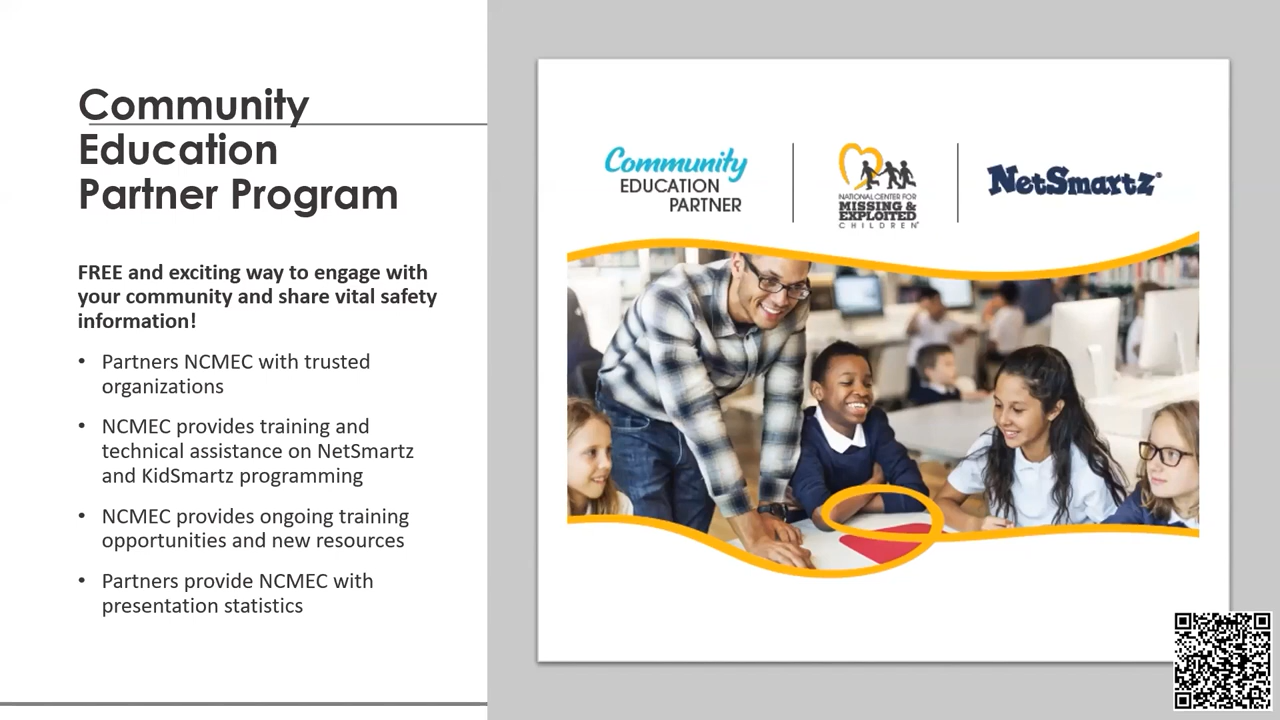 Community
Education
Partner Program
FREE and exciting way to engage with
your community and share vital safety
information!
• Partners NCMEC with trusted
organizations
• NCMEC provides training and
technical assistance on NetSmartz
and KidSmartz programming
• NCMEC provides ongoing training
opportunities and new resources
• Partners provide NCMEC with
presentation statistics
Community
EDUCATION
PARTNER
NATIONAL CENTER FOR
MISSING &
EXPLOITED
CHILDREN®
NetSmartz®